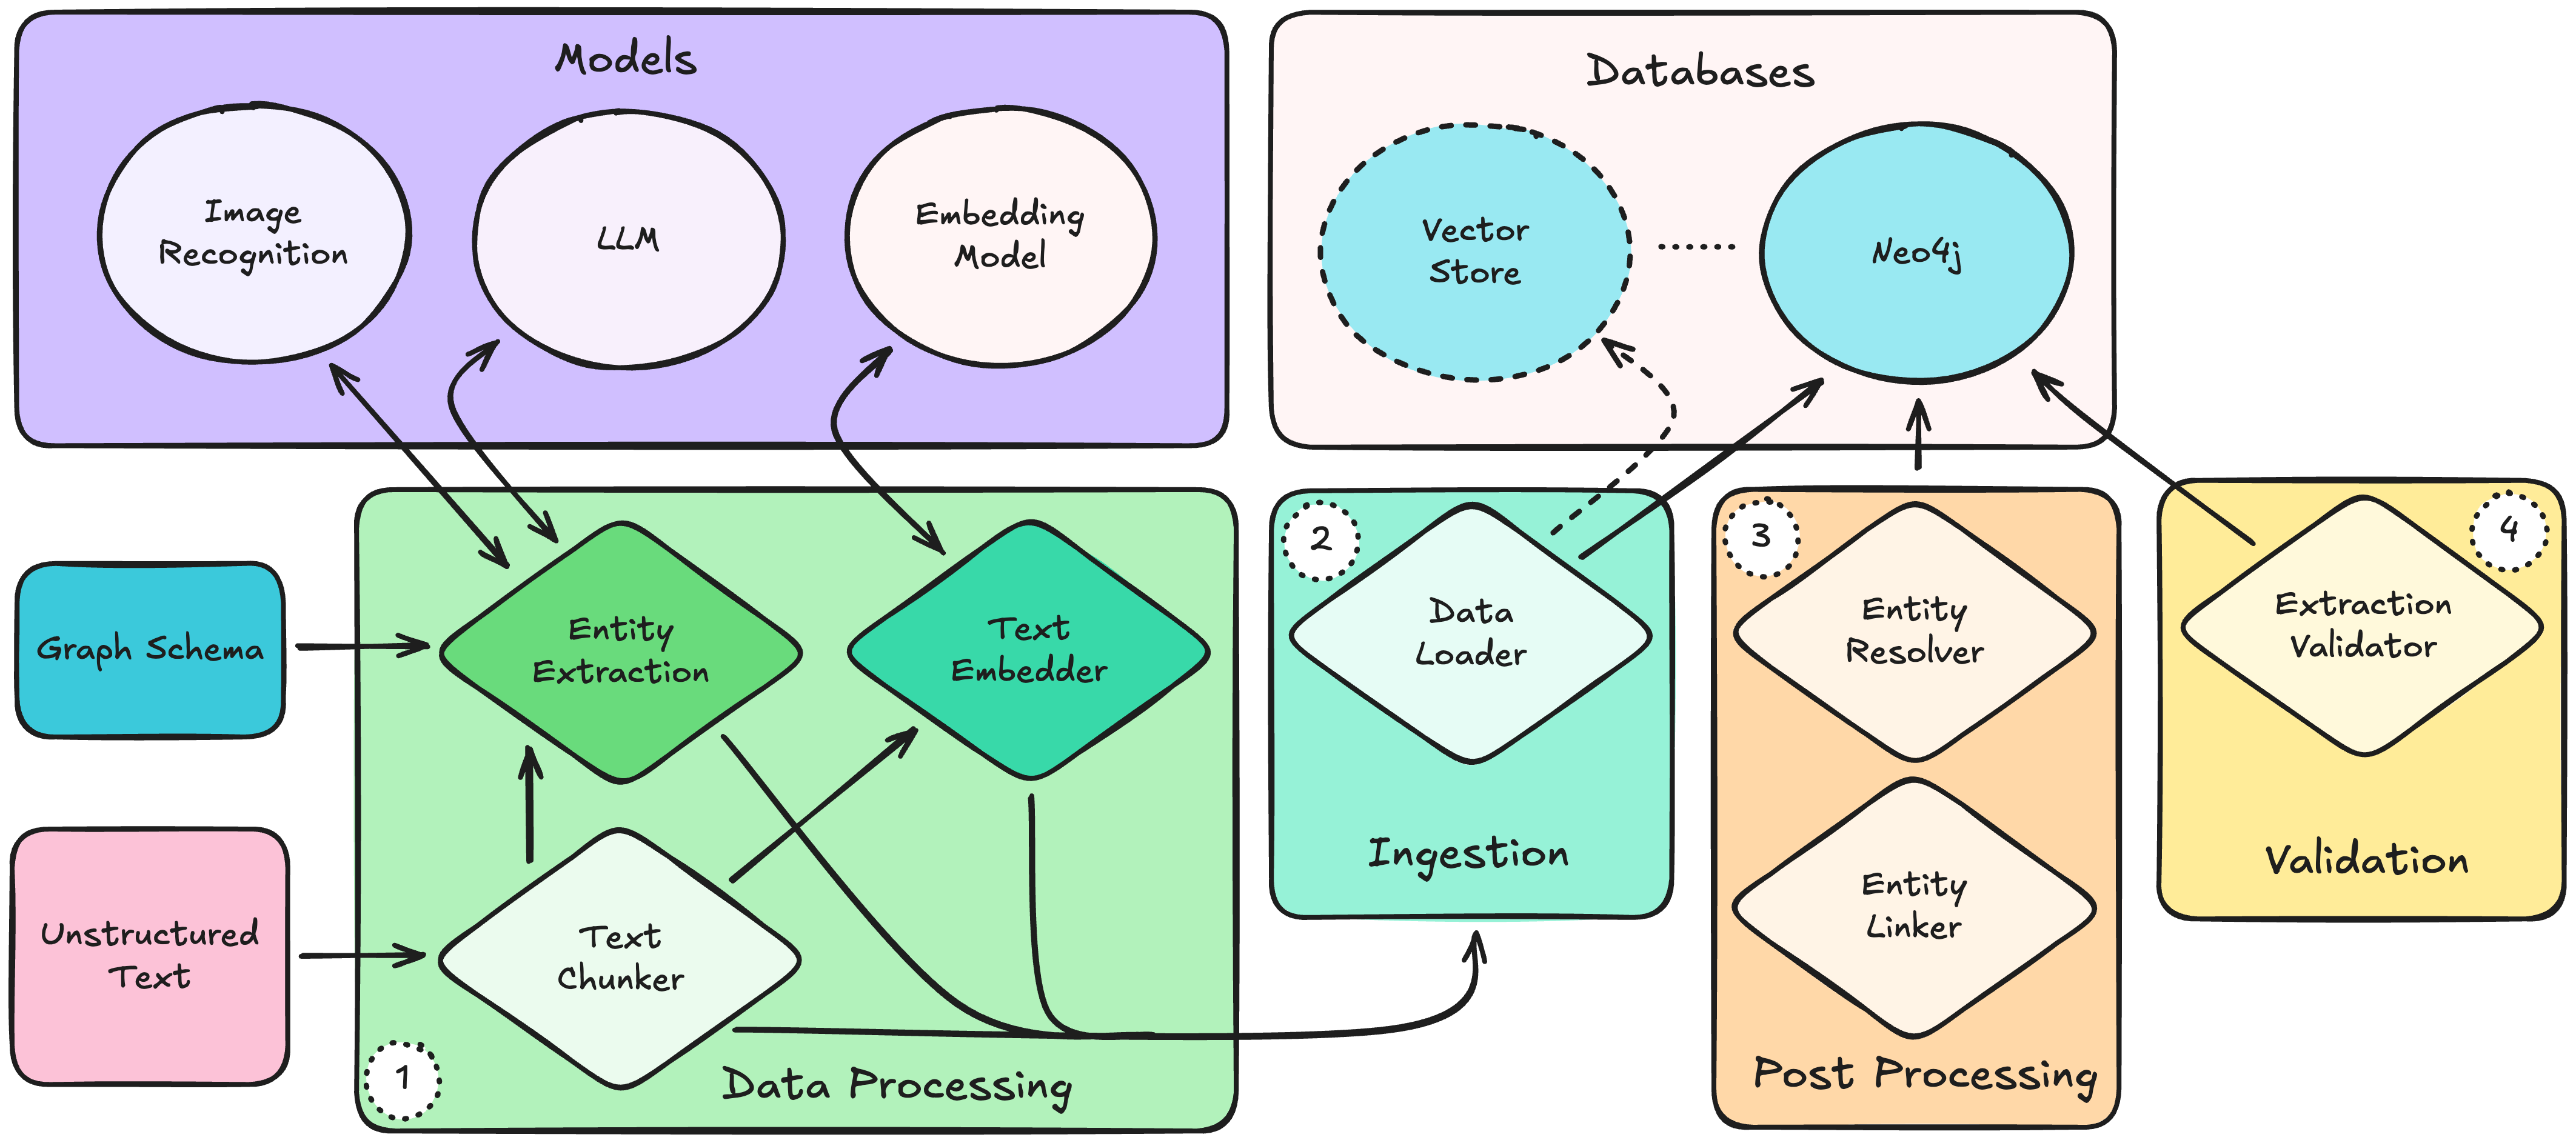 Models
Image
Recognition
LLM
Embedding
Model
Databases
Vector
Store
Neo4j
Graph Schema
Unstructured
Text
Entity
Extraction
Text
Embedder
Text
Chunker
1
Data Processing
2
Data
Loader
Ingestion
3
Entity
Resolver
Entity
Linker
Post Processing
4
Extraction
Validator
Validation